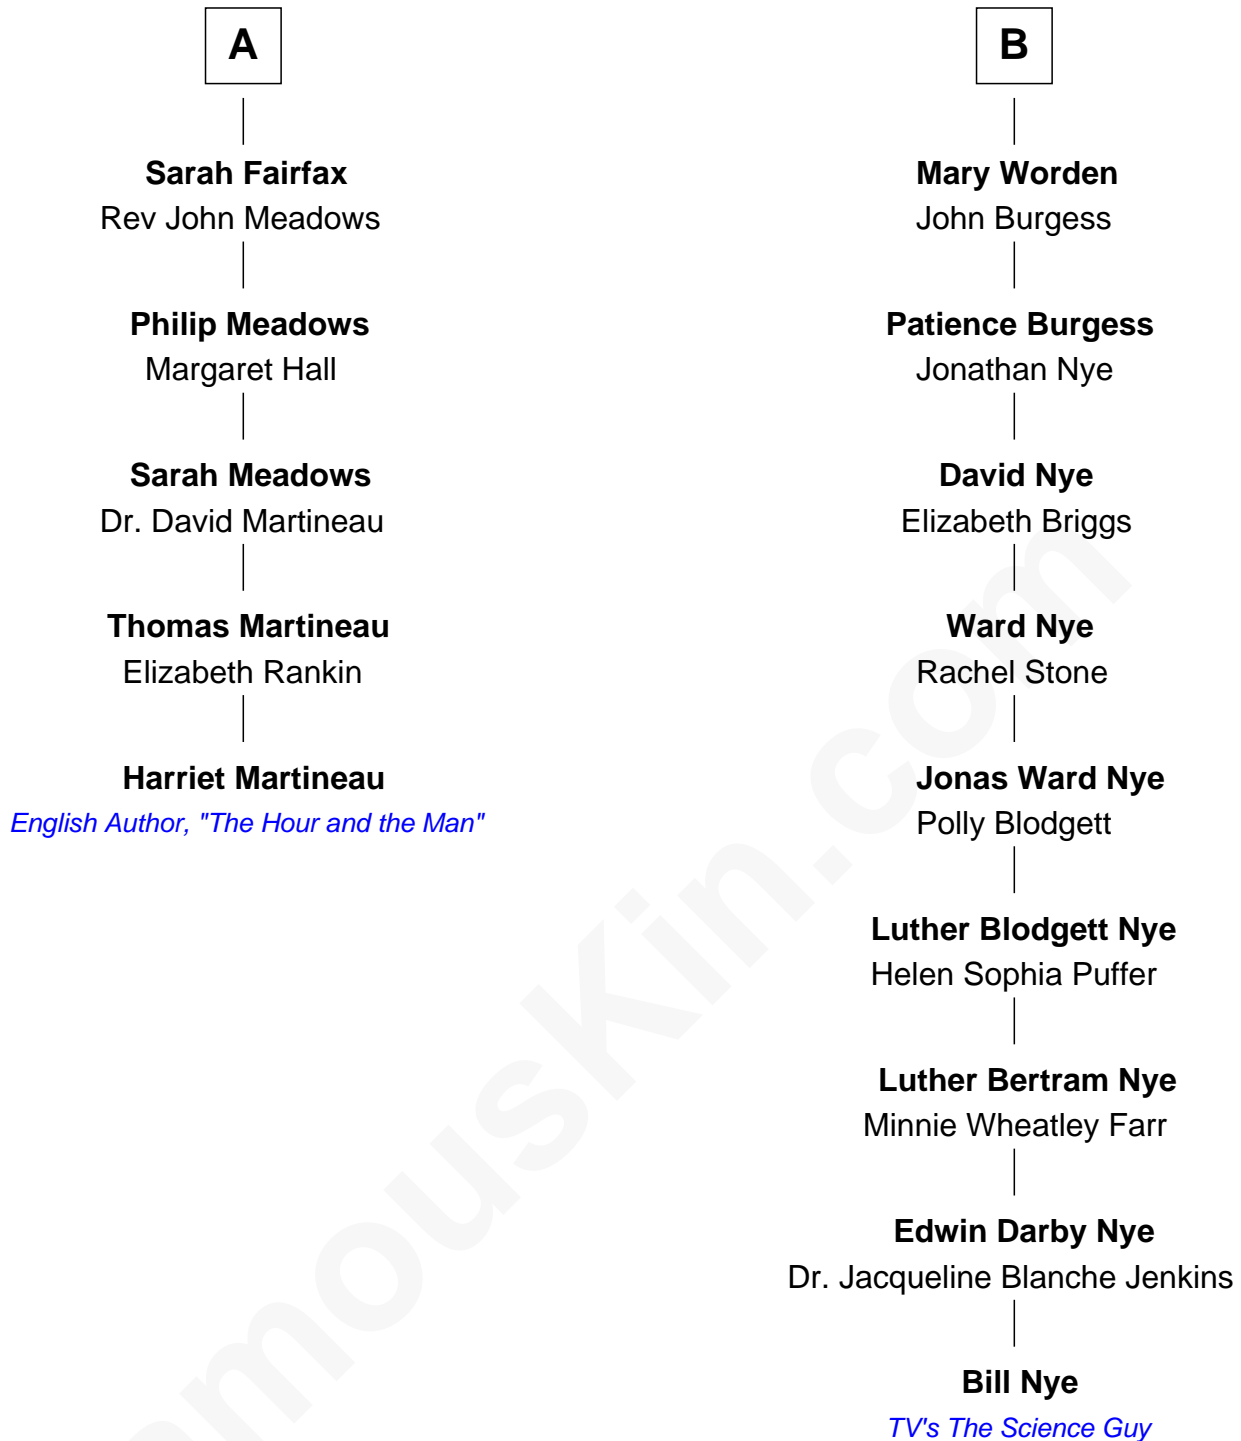 A
Sarah Fairfax
Rev John Meadows
Philip Meadows
Margaret Hall
Sarah Meadows
Dr. David Martineau
Thomas Martineau
Elizabeth Rankin
Harriet Martineau
English Author, "The Hour and the Man"
B
Mary Worden
John Burgess
Patience Burgess
Jonathan Nye
David Nye
Elizabeth Briggs
Ward Nye
Rachel Stone
Jonas Ward Nye
Polly Blodgett
Luther Blodgett Nye
Helen Sophia Puffer
Luther Bertram Nye
Minnie Wheatley Farr
Edwin Darby Nye
Dr. Jacqueline Blanche Jenkins
Bill Nye
TV's The Science Guy
amousKin.com